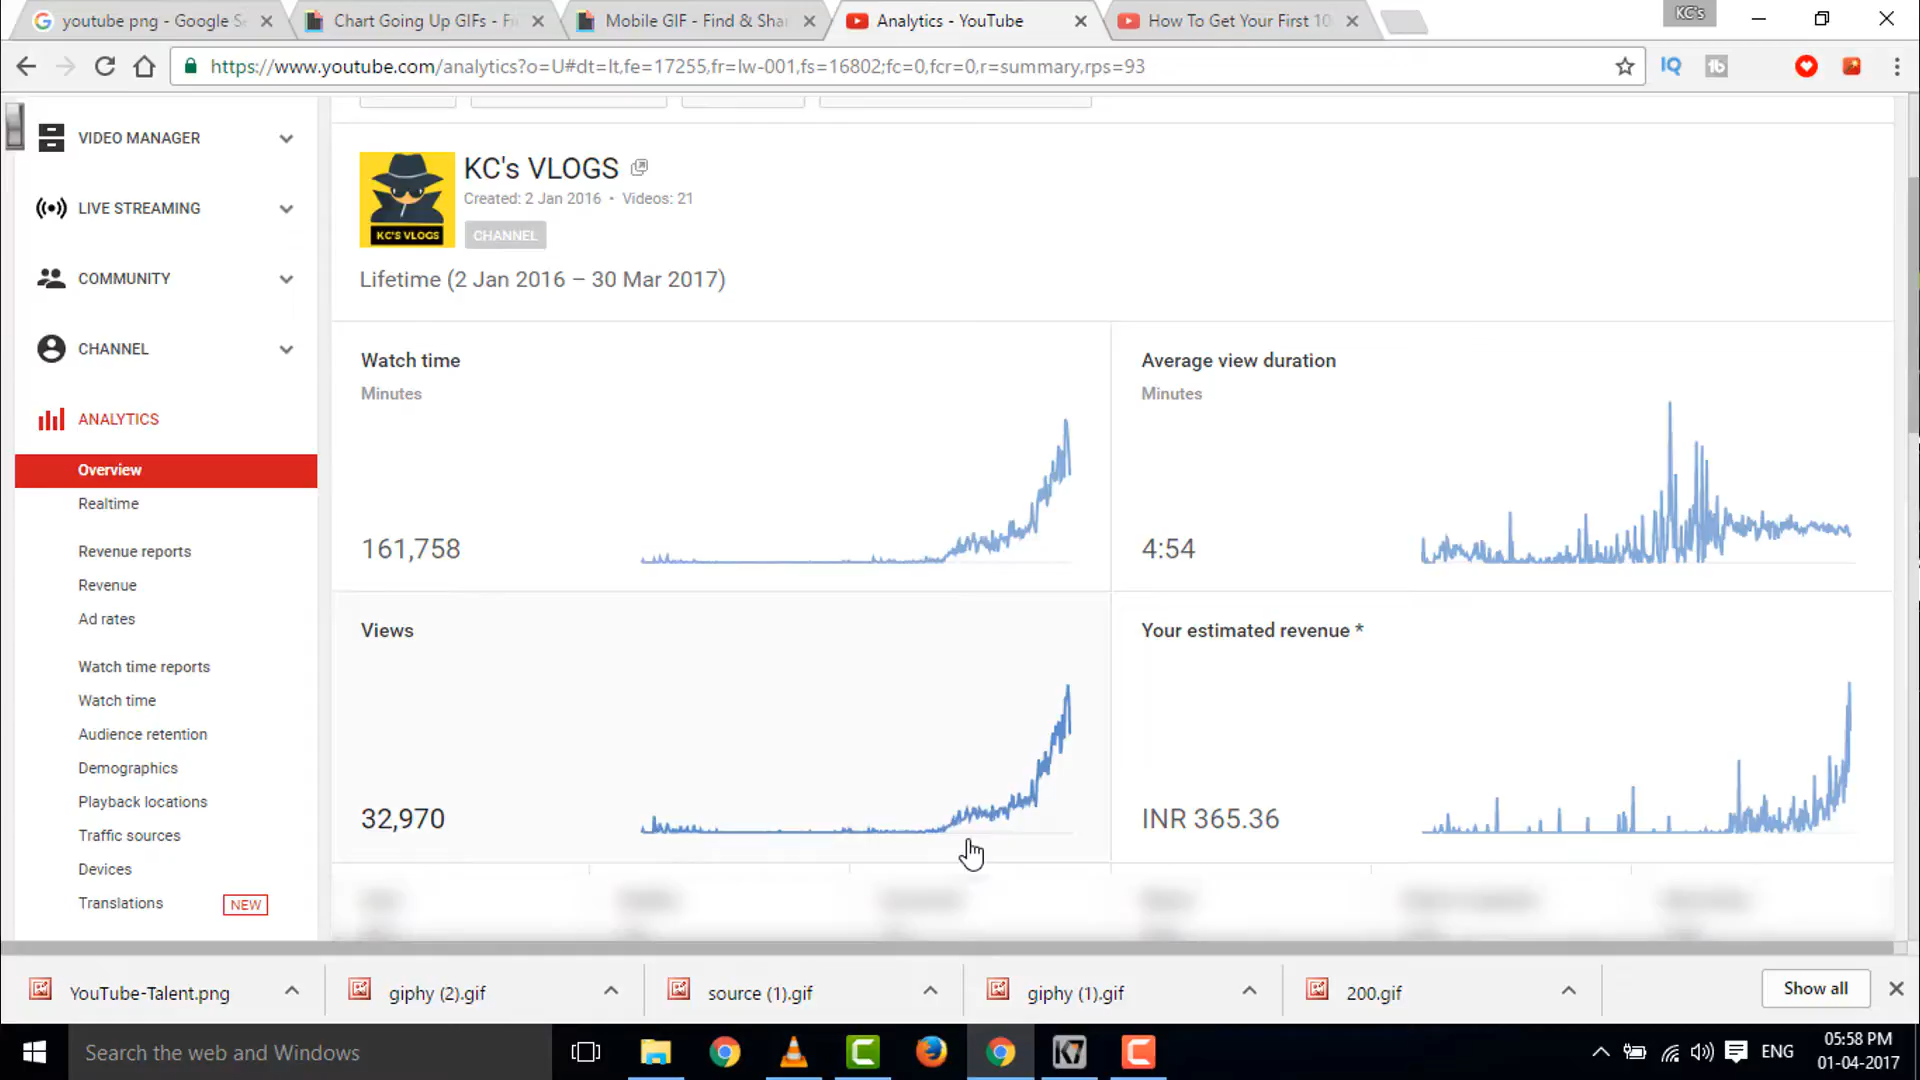 youtube png - Google Se
Chart Going Up GIFs - Fi
Mobile GIF - Find & Sha
Analytics - YouTube
How To Get Your First 10
KC's
https://www.youtube.com/analytics?o=U#dt=lt,fe=17255,fr=lw-001,fs=16802;fc=0,fcr=0,r=summary,rps=93
IQ
tb
VIDEO MANAGER
LIVE STREAMING
COMMUNITY
CHANNEL
ANALYTICS
Overview
Realtime
Revenue reports
Revenue
Ad rates
Watch time reports
Watch time
Audience retention
Demographics
Playback locations
Traffic sources
Devices
Translations NEW
KC'S VLOGS
KC's VLOGS
Created: 2 Jan 2016 • Videos: 21
CHANNEL
Lifetime (2 Jan 2016 – 30 Mar 2017)
Watch time
Minutes
161,758
Average view duration
Minutes
4:54
Views
32,970
Your estimated revenue *
INR 365.36
YouTube-Talent.png
giphy (2).gif
source (1).gif
giphy (1).gif
200.gif
Show all
Search the web and Windows
K7
ENG
05:58 PM
01-04-2017